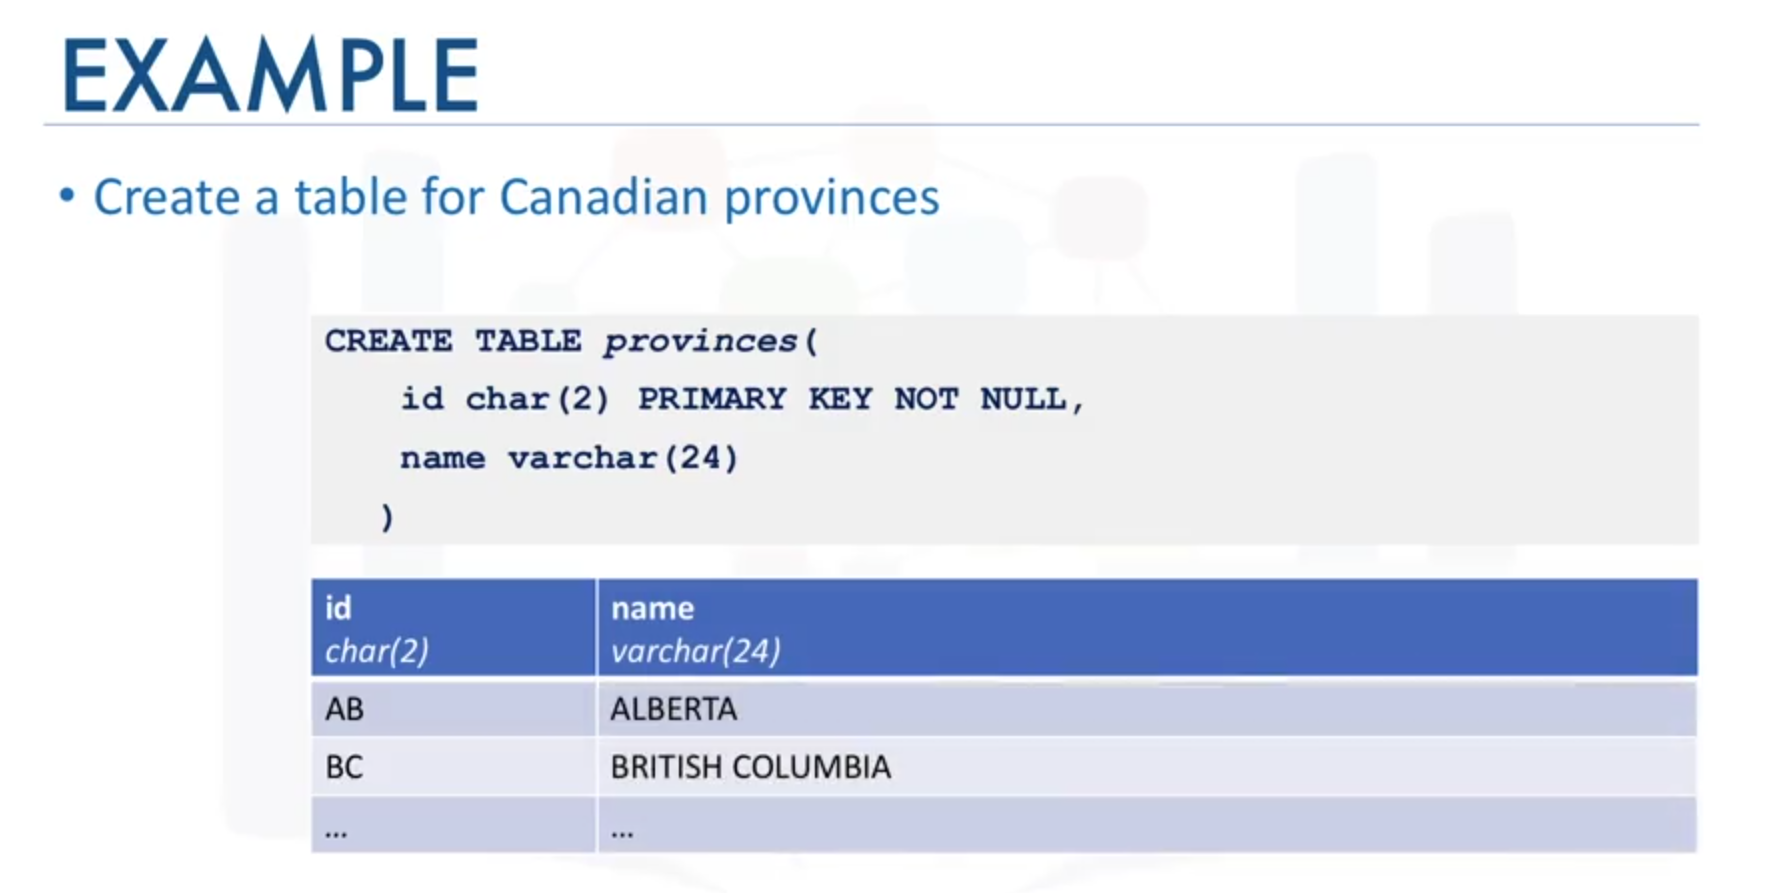 EXAMPLE
• Create a table for Canadian provinces
CREATE TABLE provinces(
id char(2) PRIMARY KEY NOT NULL,
name varchar(24)
)
id name
char(2) varchar(24)
AB ALBERTA
BC BRITISH COLUMBIA
... ...